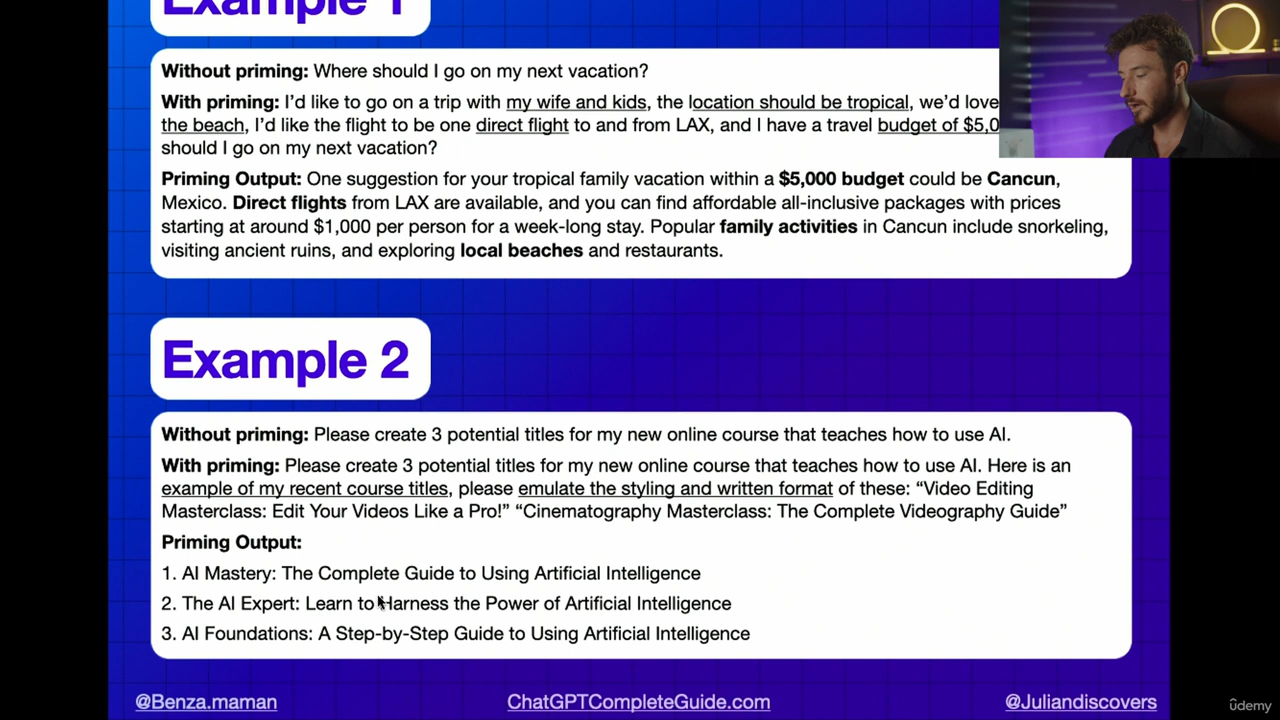 Example 1
Without priming: Where should I go on my next vacation?
With priming: I'd like to go on a trip with my wife and kids, the location should be tropical, we'd love
the beach, I'd like the flight to be one direct flight to and from LAX, and I have a travel budget of $5,0
should I go on my next vacation?
Priming Output: One suggestion for your tropical family vacation within a $5,000 budget could be Cancun,
Mexico. Direct flights from LAX are available, and you can find affordable all-inclusive packages with prices
starting at around $1,000 per person for a week-long stay. Popular family activities in Cancun include snorkeling,
visiting ancient ruins, and exploring local beaches and restaurants.
Example 2
Without priming: Please create 3 potential titles for my new online course that teaches how to use AI.
With priming: Please create 3 potential titles for my new online course that teaches how to use AI. Here is an
example of my recent course titles, please emulate the styling and written format of these: “Video Editing
Masterclass: Edit Your Videos Like a Pro!” “Cinematography Masterclass: The Complete Videography Guide”
Priming Output:
1. AI Mastery: The Complete Guide to Using Artificial Intelligence
2. The AI Expert: Learn to Harness the Power of Artificial Intelligence
3. AI Foundations: A Step-by-Step Guide to Using Artificial Intelligence
@Benza.maman
ChatGPTCompleteGuide.com
@Juliandiscovers
udemy